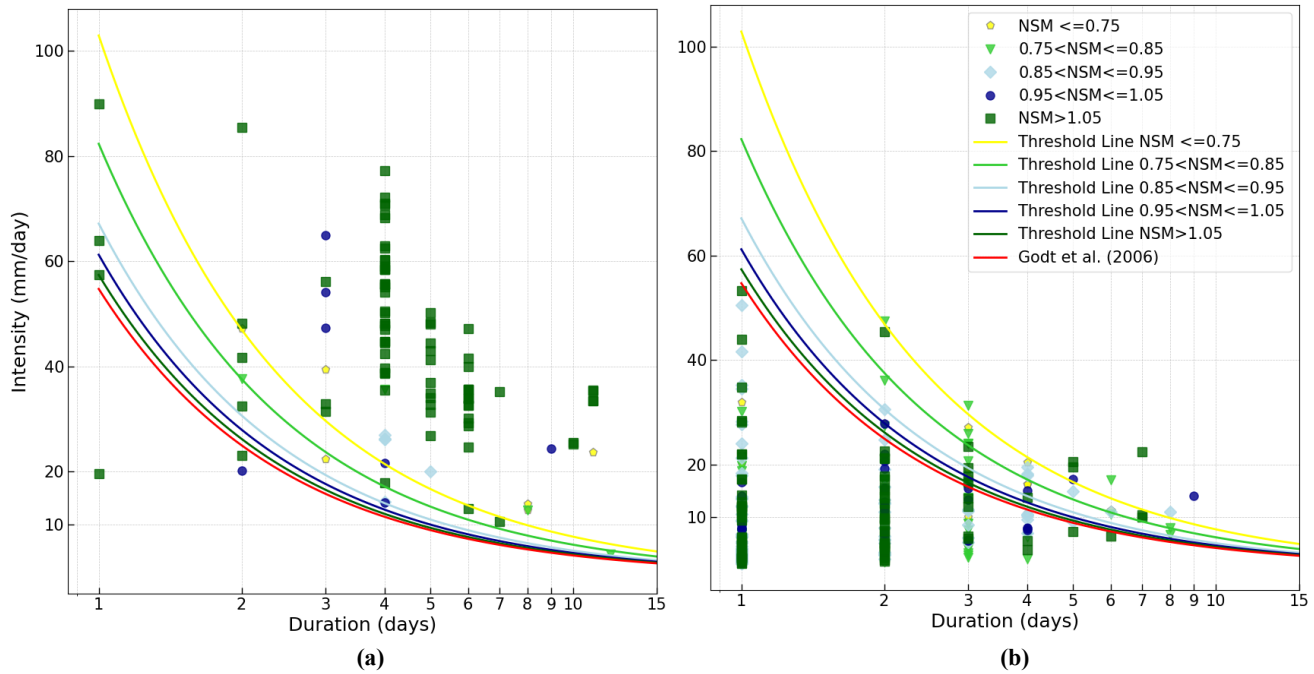 100
80
60
40
20
10
Intensity (mm/day)
1 2 3 4 5 6 7 8 9 10 15
Duration (days)
(a)
100
80
60
40
20
10
NSM <=0.75
0.75<NSM<=0.85
0.85<NSM<=0.95
0.95<NSM<=1.05
NSM>1.05
Threshold Line NSM <=0.75
Threshold Line 0.75<NSM<=0.85
Threshold Line 0.85<NSM<=0.95
Threshold Line 0.95<NSM<=1.05
Threshold Line NSM>1.05
Godt et al. (2006)
1 2 3 4 5 6 7 8 9 10 15
Duration (days)
(b)